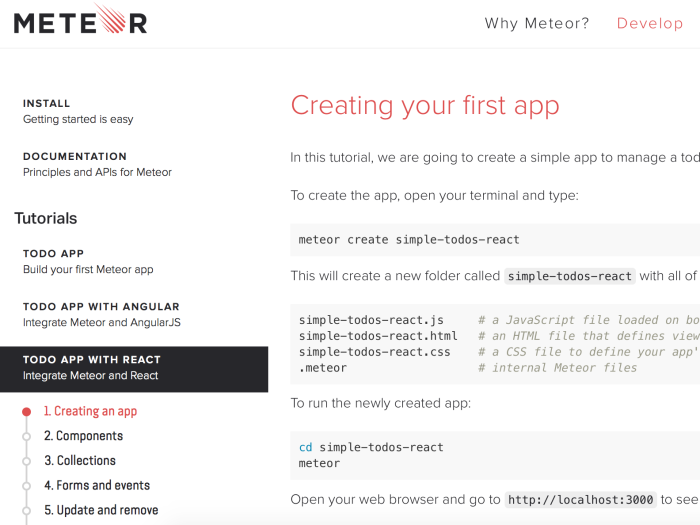 METEOR
Why Meteor? Develop
INSTALL
Getting started is easy
DOCUMENTATION
Principles and APIs for Meteor
Tutorials
TODO APP
Build your first Meteor app
TODO APP WITH ANGULAR
Integrate Meteor and AngularJS
TODO APP WITH REACT
Integrate Meteor and React
1. Creating an app
2. Components
3. Collections
4. Forms and events
5. Update and remove
Creating your first app
In this tutorial, we are going to create a simple app to manage a tod
To create the app, open your terminal and type:
meteor create simple-todos-react
This will create a new folder called simple-todos-react with all of
simple-todos-react.js # a JavaScript file loaded on bo
simple-todos-react.html # an HTML file that defines view
simple-todos-react.css # a CSS file to define your app'
.meteor # internal Meteor files
To run the newly created app:
cd simple-todos-react
meteor
Open your web browser and go to http://localhost:3000 to see